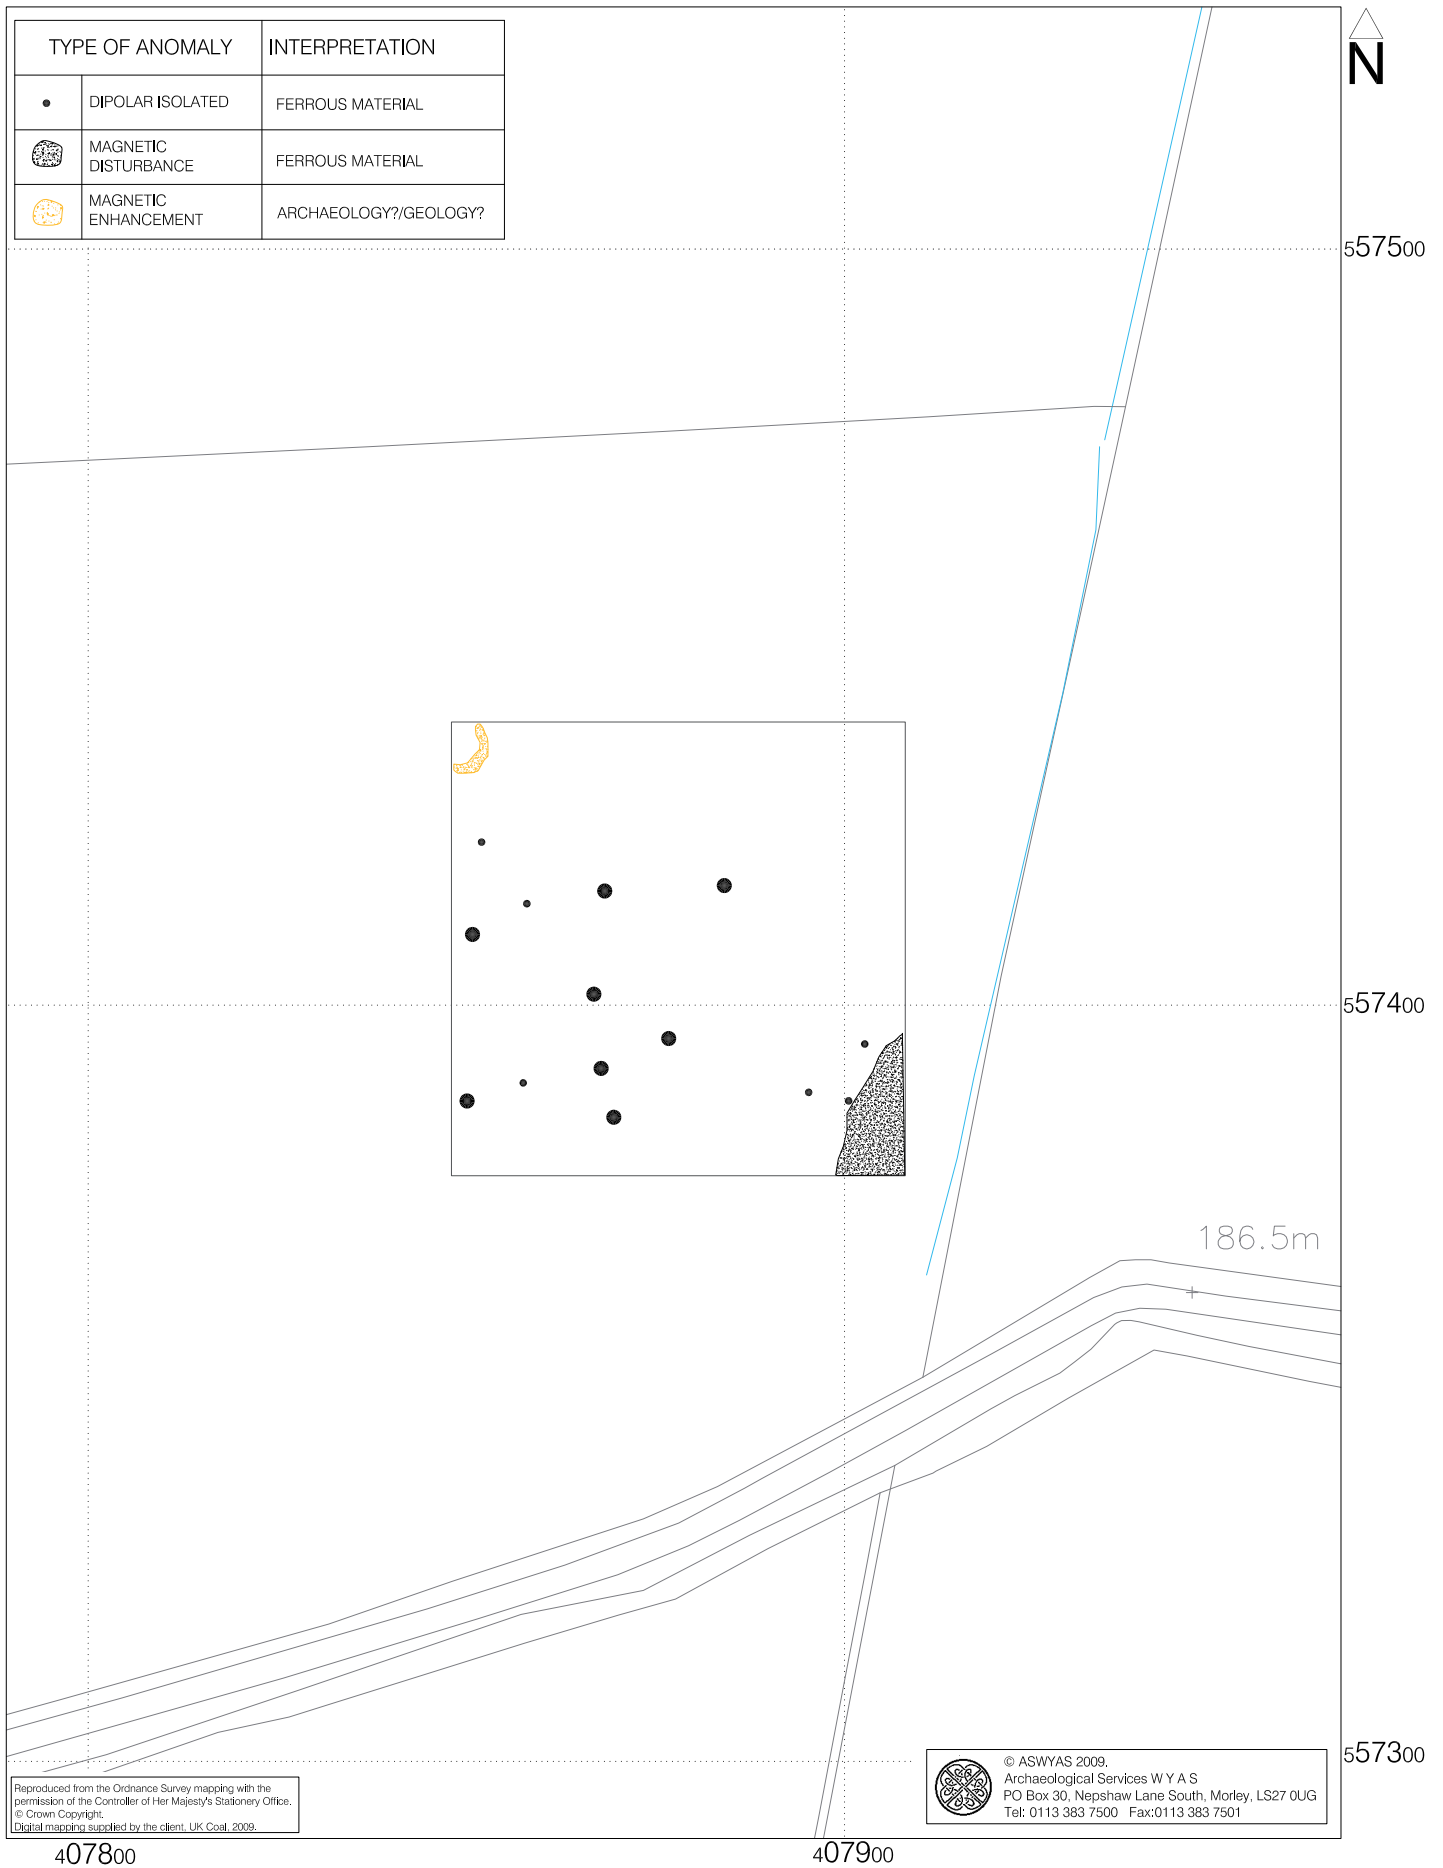 TYPE OF ANOMALY INTERPRETATION
DIPOLAR ISOLATED FERROUS MATERIAL
MAGNETIC
DISTURBANCE FERROUS MATERIAL
MAGNETIC
ENHANCEMENT ARCHAEOLOGY?/GEOLOGY?
N
557500
557400
186.5m
557300
Reproduced from the Ordnance Survey mapping with the
permission of the Controller of Her Majesty's Stationery Office.
© Crown Copyright.
Digital mapping supplied by the client, UK Coal, 2009.
© ASWYAS 2009.
Archaeological Services W Y A S
PO Box 30, Nepshaw Lane South, Morley, LS27 0UG
Tel: 0113 383 7500 Fax:0113 383 7501
407800
407900